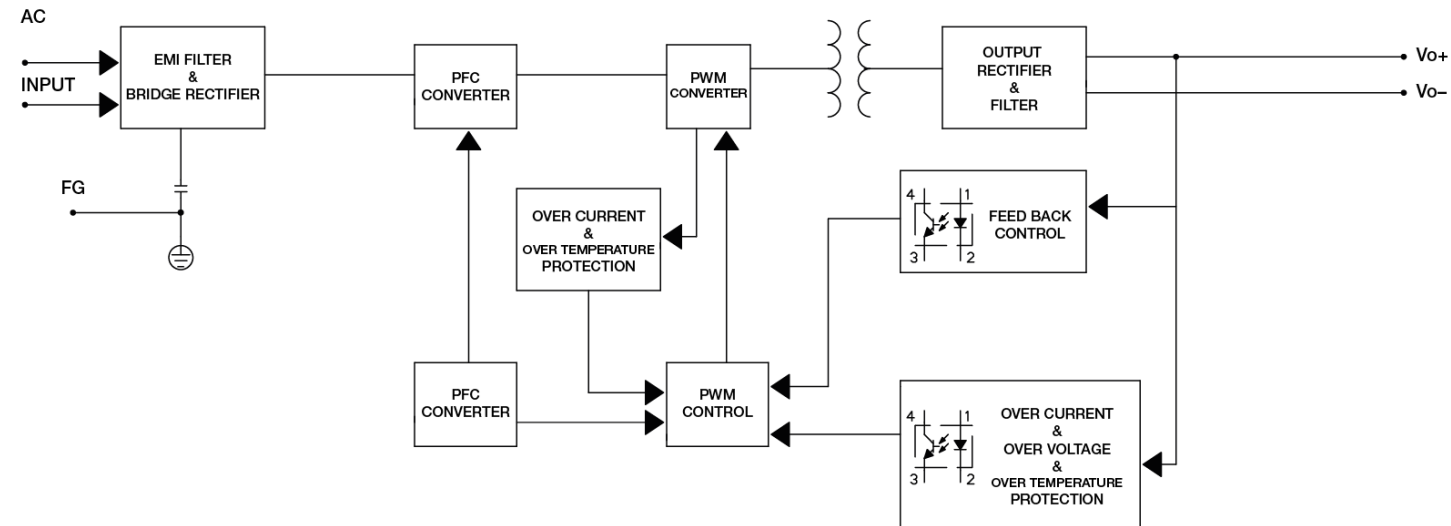 AC
INPUT
EMI FILTER
&
BRIDGE RECTIFIER
FG
PFC
CONVERTER
PWM
CONVERTER
OUTPUT
RECTIFIER
&
FILTER
Vo+
Vo–
OVER CURRENT
&
OVER TEMPERATURE
PROTECTION
4 1
3 2
FEED BACK
CONTROL
PFC
CONVERTER
PWM
CONTROL
4 1
3 2
OVER CURRENT
&
OVER VOLTAGE
&
OVER TEMPERATURE
PROTECTION